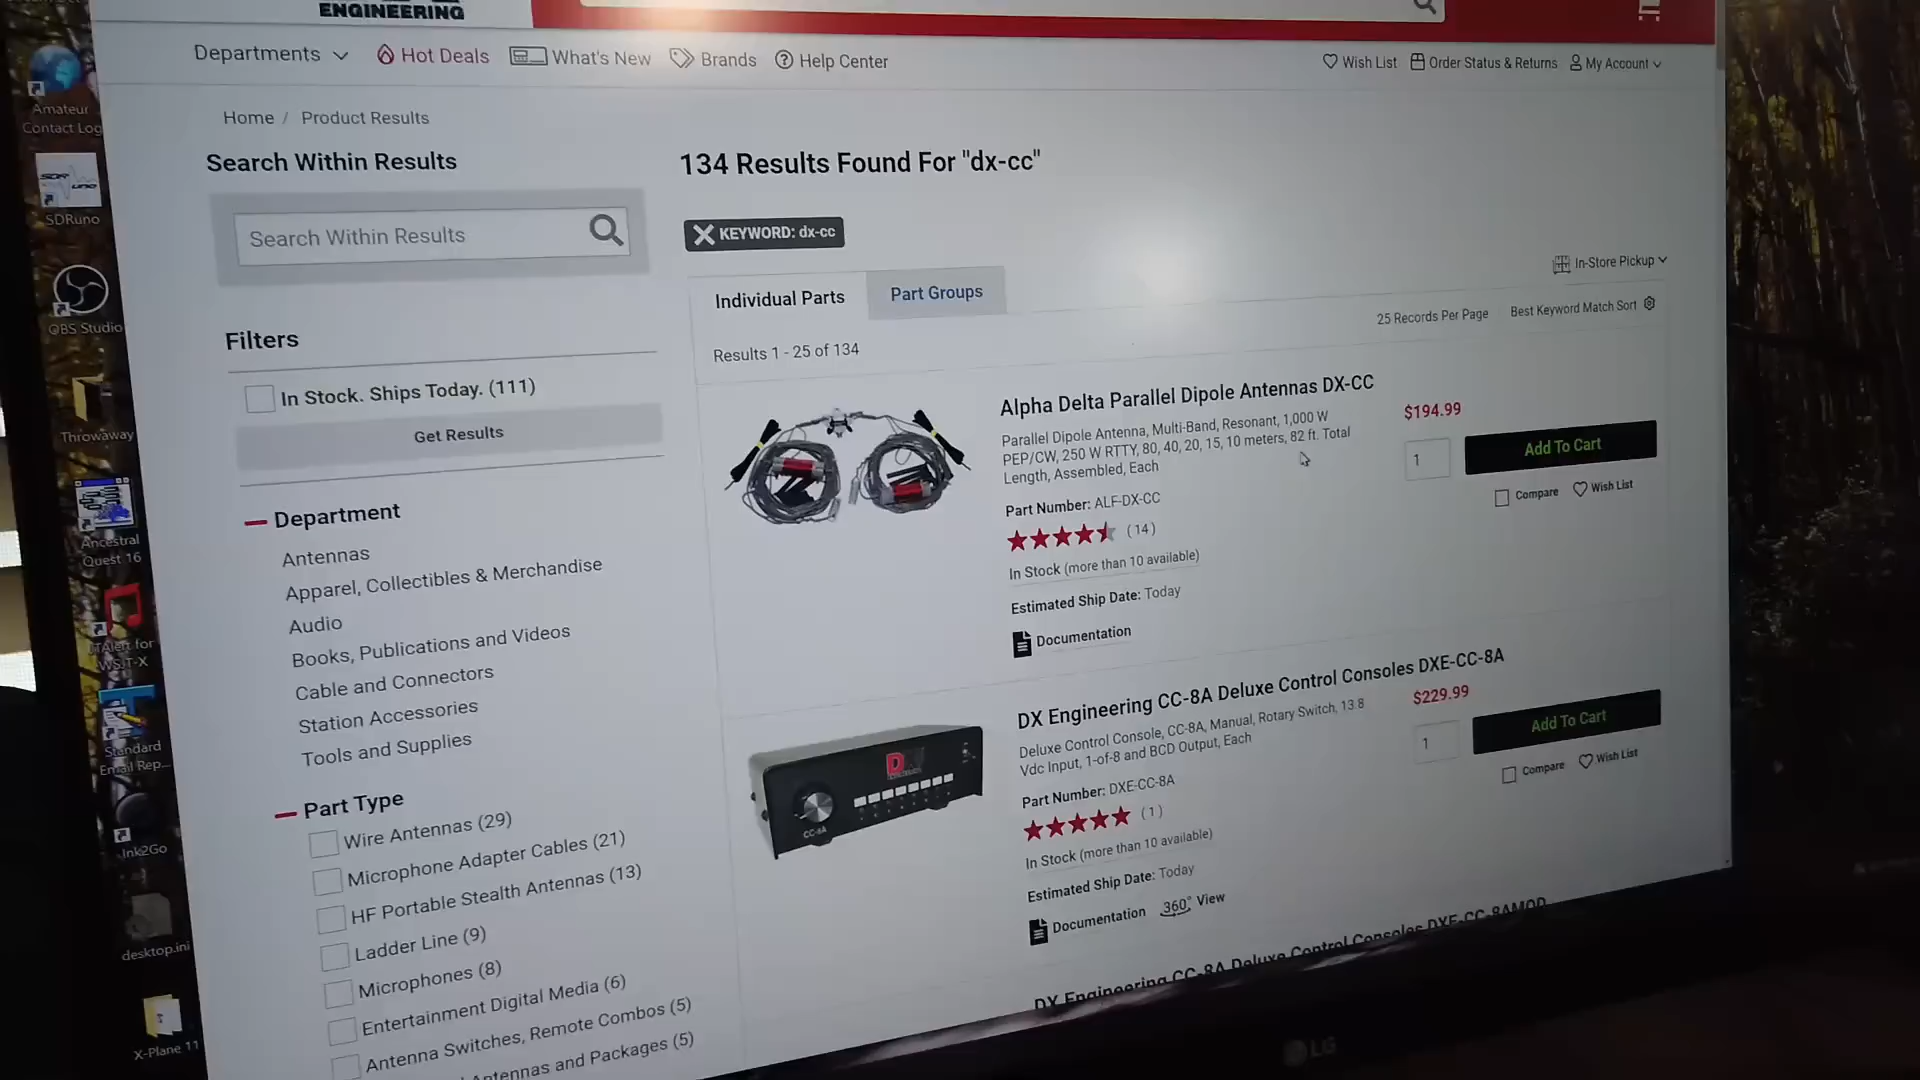 ENGINEERING
Departments
Hot Deals
What's New
Brands
Help Center
Wish List
Order Status & Returns
My Account
Home / Product Results
Search Within Results
Search Within Results
Filters
In Stock. Ships Today. (111)
Get Results
Department
Antennas
Apparel, Collectibles & Merchandise
Audio
Books, Publications and Videos
Cable and Connectors
Station Accessories
Tools and Supplies
Part Type
Wire Antennas (29)
Microphone Adapter Cables (21)
HF Portable Stealth Antennas (13)
Ladder Line (9)
Microphones (8)
Entertainment Digital Media (6)
Antenna Switches, Remote Combos (5)
Antennas and Packages (5)
134 Results Found For "dx-cc"
KEYWORD: dx-cc
In-Store Pickup
Individual Parts
Part Groups
25 Records Per Page
Best Keyword Match Sort
Results 1 - 25 of 134
Alpha Delta Parallel Dipole Antennas DX-CC
Parallel Dipole Antenna, Multi-Band, Resonant, 1,000 W
PEP/CW, 250 W RTTY, 80, 40, 20, 15, 10 meters, 82 ft. Total
Length, Assembled, Each
Part Number: ALF-DX-CC
(14)
In Stock (more than 10 available)
Estimated Ship Date: Today
Documentation
$194.99
1
Add To Cart
Compare
Wish List
DX Engineering CC-8A Deluxe Control Consoles DXE-CC-8A
Deluxe Control Console, CC-8A, Manual, Rotary Switch, 13.8
Vdc Input, 1-of-8 and BCD Output, Each
Part Number: DXE-CC-8A
(1)
In Stock (more than 10 available)
Estimated Ship Date: Today
Documentation
360° View
$229.99
1
Add To Cart
Compare
Wish List
CC-8A
DX Engineering CC-8A Deluxe Control Consoles DXE-CC-8AMOD
Amateur
Contact Log
SDRuno
OBS Studio
Throwaway
Ancestral
Quest 16
JTAlert for
WSJT-X
Standard
Email Rep...
Ink2Go
desktop.ini
X-Plane 11
LG